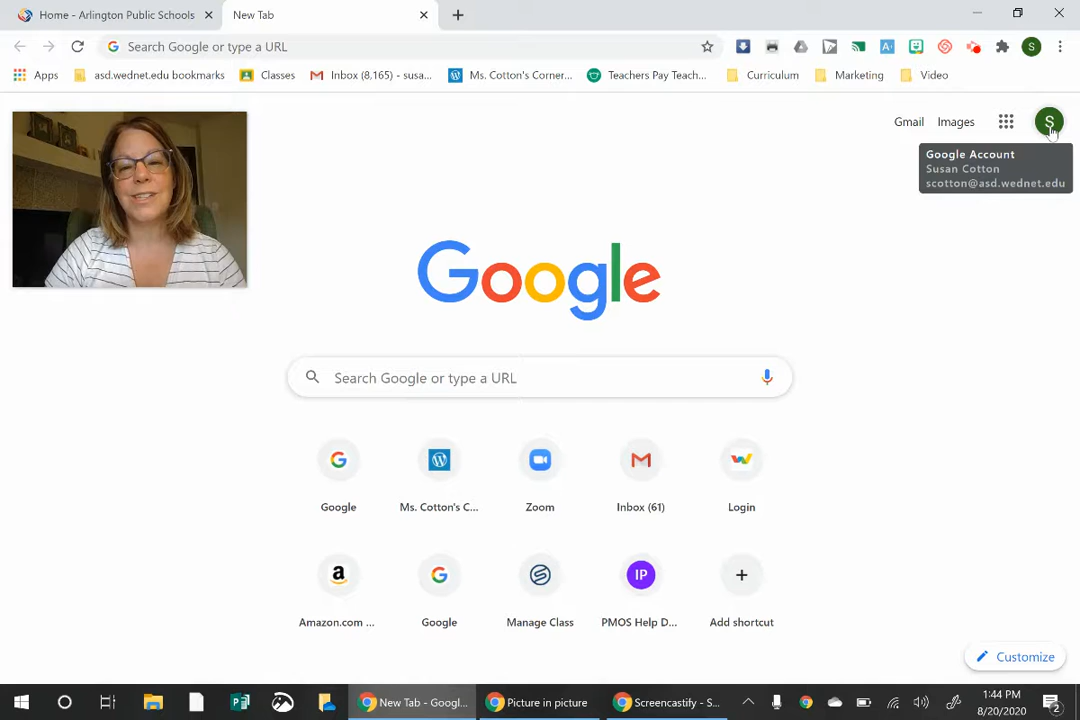 Home - Arlington Public Schools
New Tab
Search Google or type a URL
S
Apps
asd.wednet.edu bookmarks
Classes
Inbox (8,165) - susa...
Ms. Cotton's Corner...
Teachers Pay Teach...
Curriculum
Marketing
Video
Gmail
Images
S
Google Account
Susan Cotton
scotton@asd.wednet.edu
Google
Search Google or type a URL
Google
Ms. Cotton's C...
Zoom
Inbox (61)
Login
IP
Amazon.com ...
Google
Manage Class
PMOS Help D...
Add shortcut
Customize
New Tab - Googl...
Picture in picture
Screencastify - S...
1:44 PM
8/20/2020
2